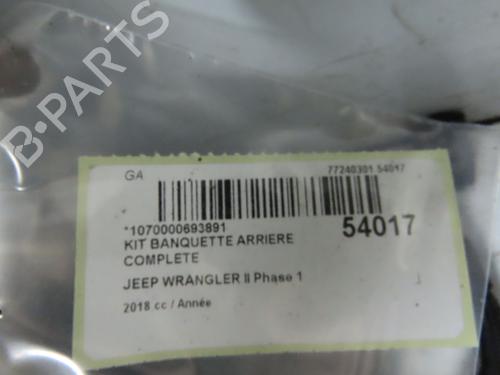 B-PARTS
GA
77240301 54017
*1070000693891
54017
KIT BANQUETTE ARRIERE
COMPLETE
JEEP WRANGLER II Phase 1
2018 cc / Année